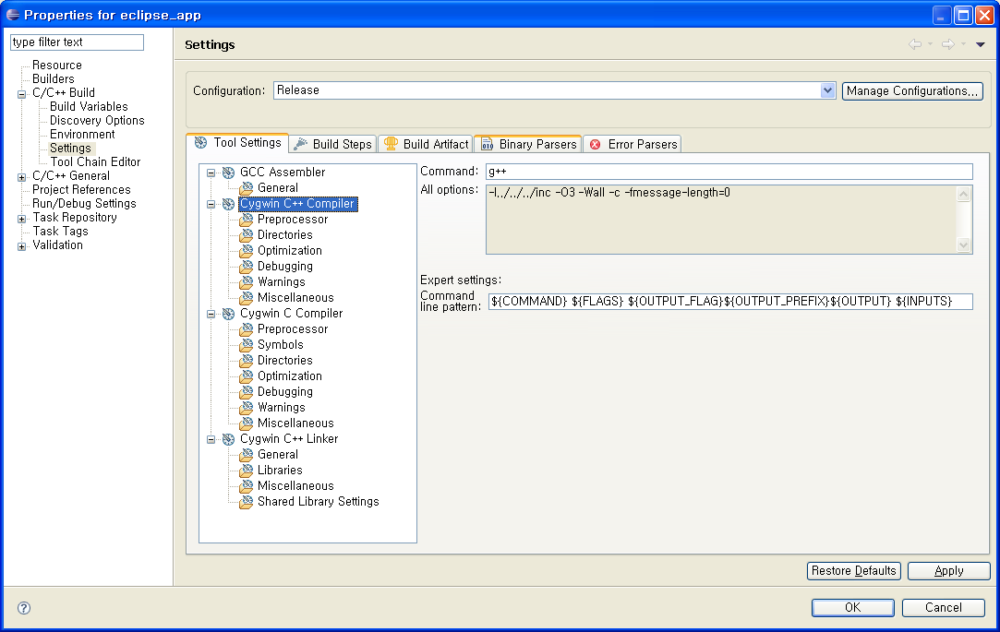 Properties for eclipse_app
type filter text
Resource
Builders
C/C++ Build
Build Variables
Discovery Options
Environment
Settings
Tool Chain Editor
C/C++ General
Project References
Run/Debug Settings
Task Repository
Task Tags
Validation
Settings
Configuration: Release Manage Configurations...
Tool Settings Build Steps Build Artifact Binary Parsers Error Parsers
GCC Assembler
General
Cygwin C++ Compiler
Preprocessor
Directories
Optimization
Debugging
Warnings
Miscellaneous
Cygwin C Compiler
Preprocessor
Symbols
Directories
Optimization
Debugging
Warnings
Miscellaneous
Cygwin C++ Linker
General
Libraries
Miscellaneous
Shared Library Settings
Command: g++
All options: -I../../../inc -O3 -Wall -c -fmessage-length=0
Expert settings:
Command
line pattern: ${COMMAND} ${FLAGS} ${OUTPUT_FLAG}${OUTPUT_PREFIX}${OUTPUT} ${INPUTS}
Restore Defaults Apply
? OK Cancel